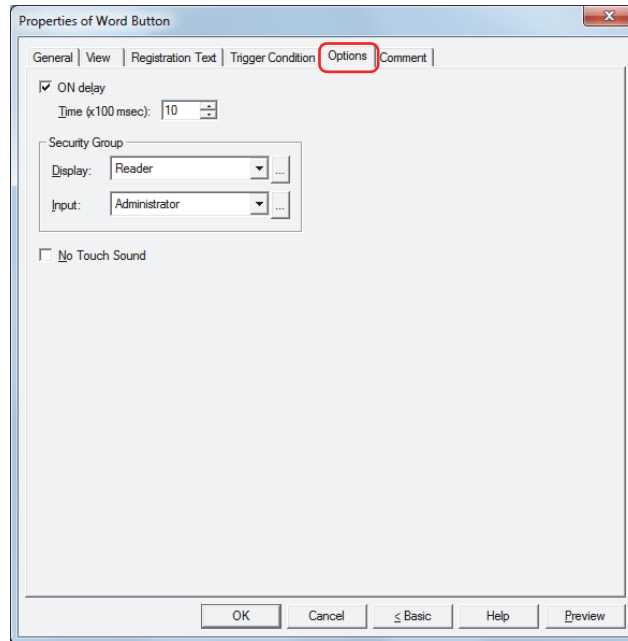 Properties of Word Button
General View Registration Text Trigger Condition Options Comment
ON delay
Time (x100 msec): 10
Security Group
Display: Reader ...
Input: Administrator ...
No Touch Sound
OK Cancel < Basic Help Preview